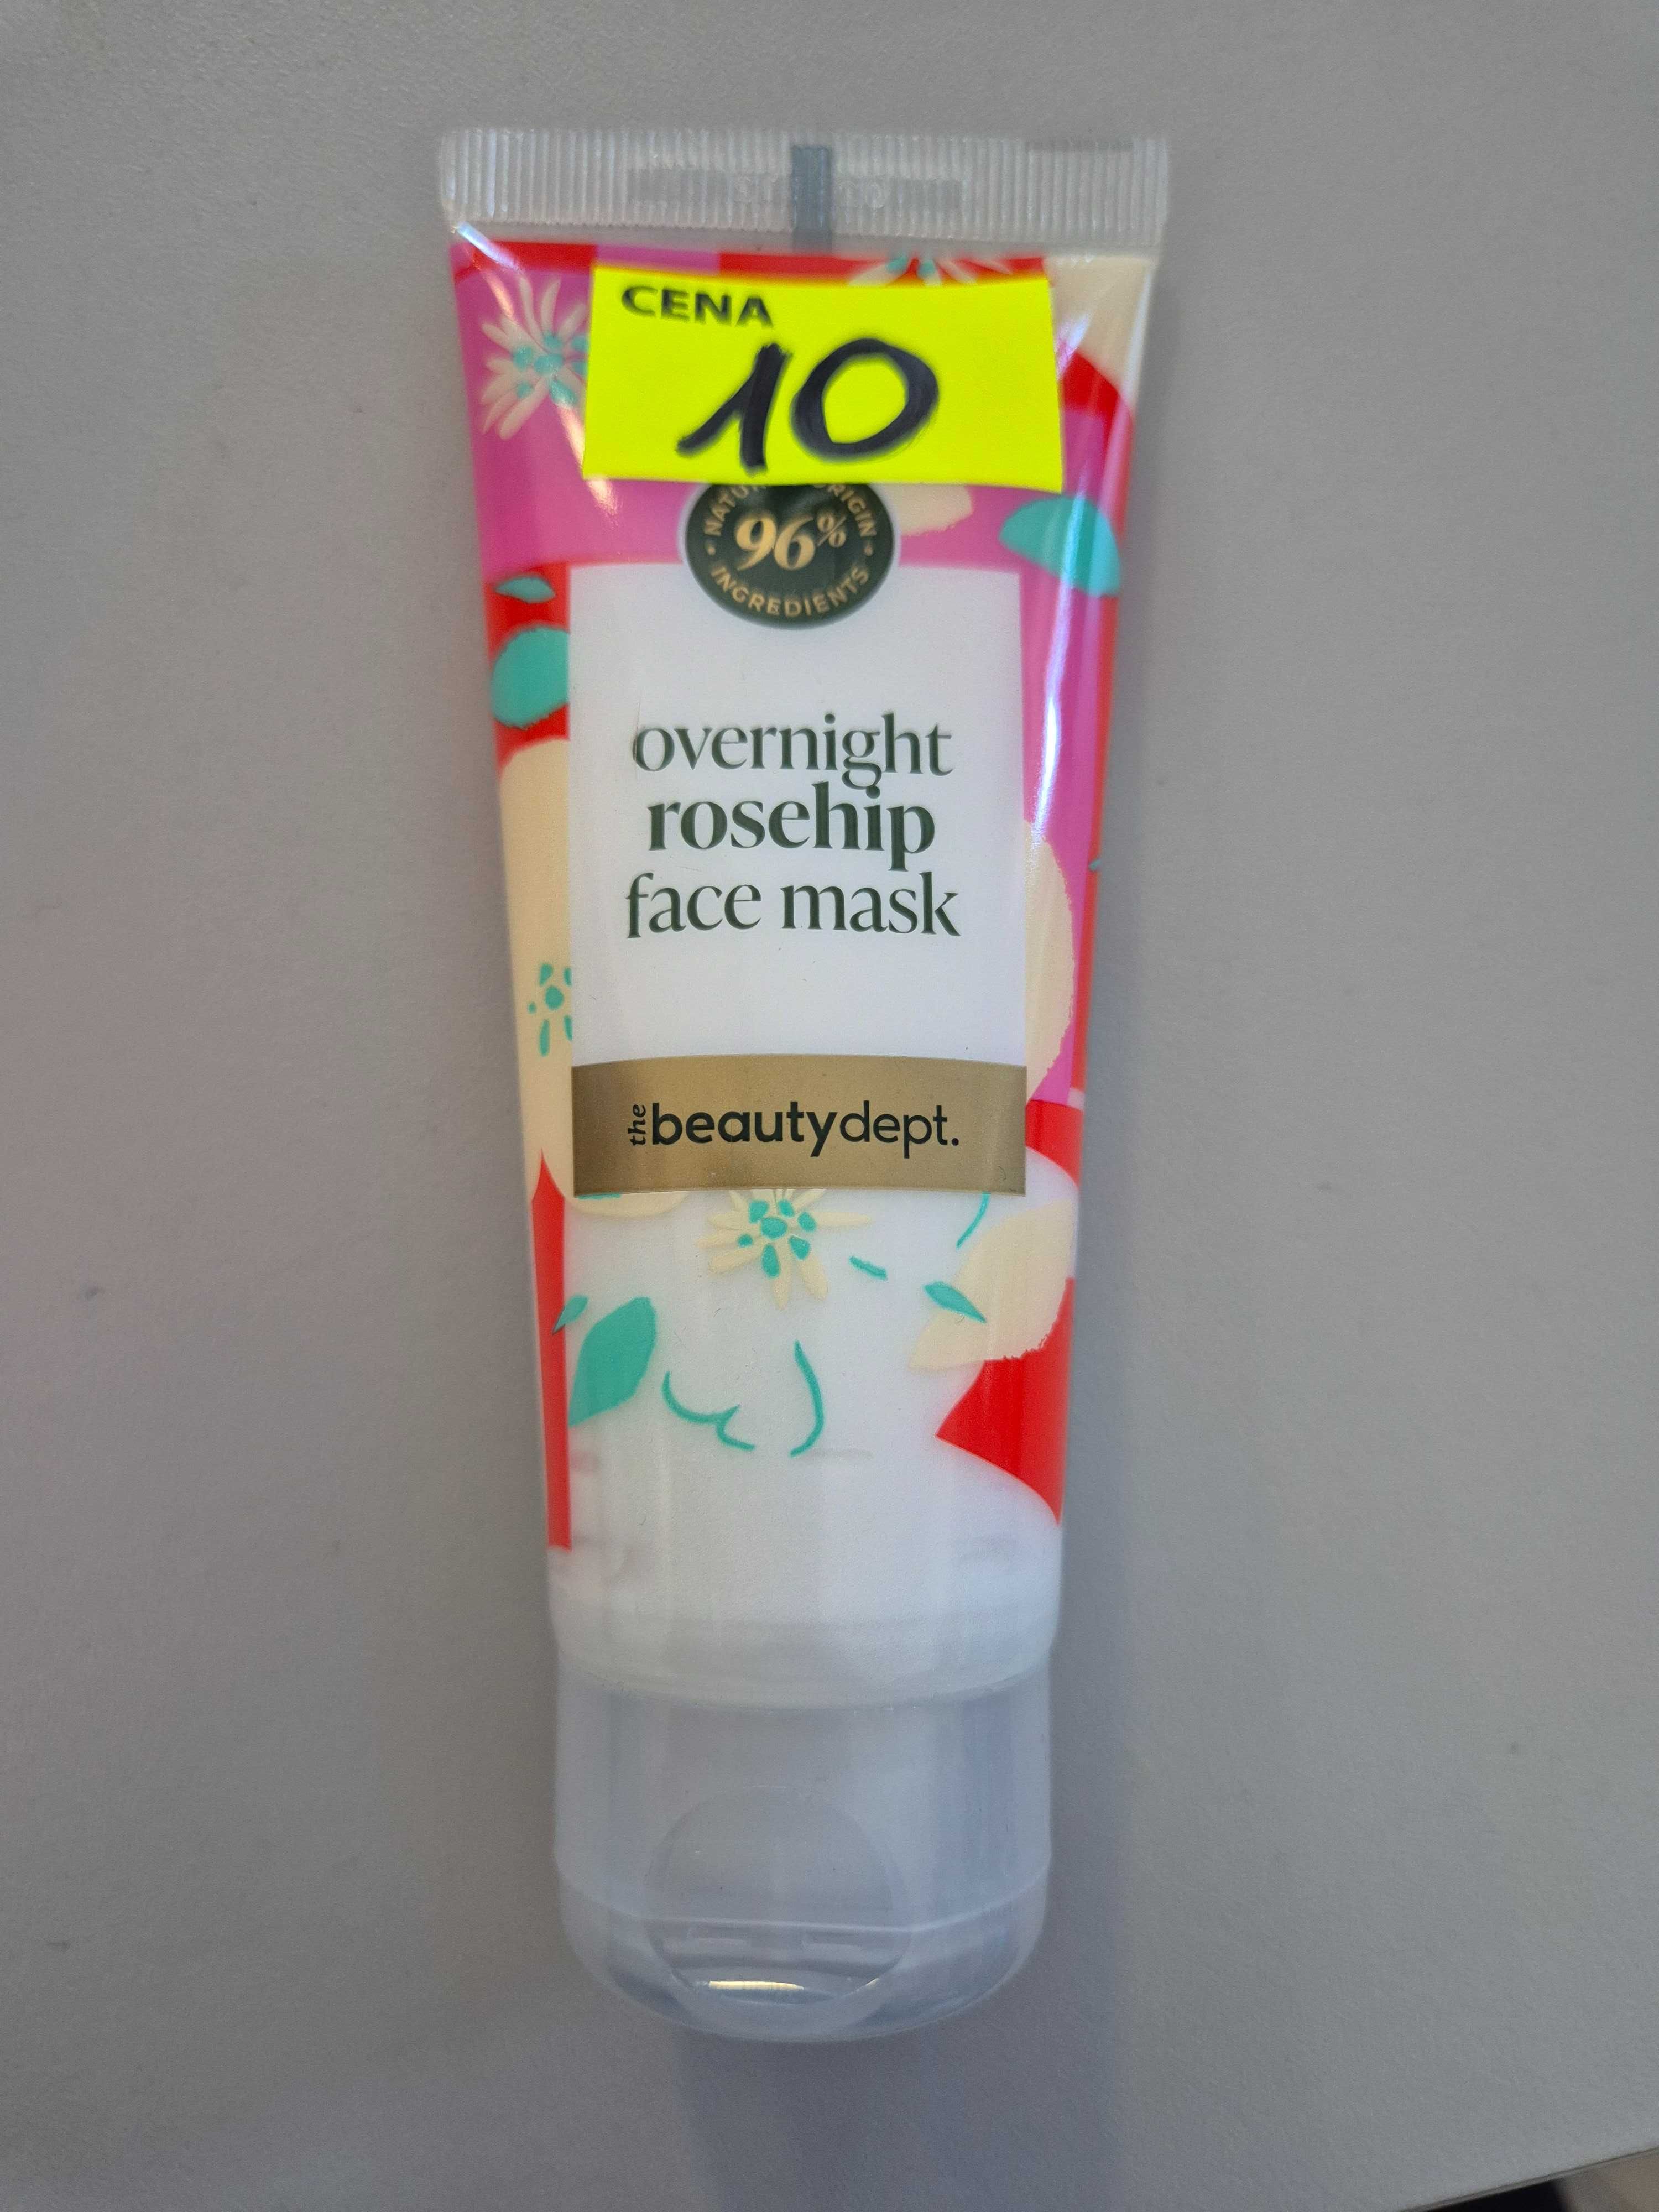 CENA
10
96%
INGREDIENTS
overnight
rosehip
face mask
the beautydept.